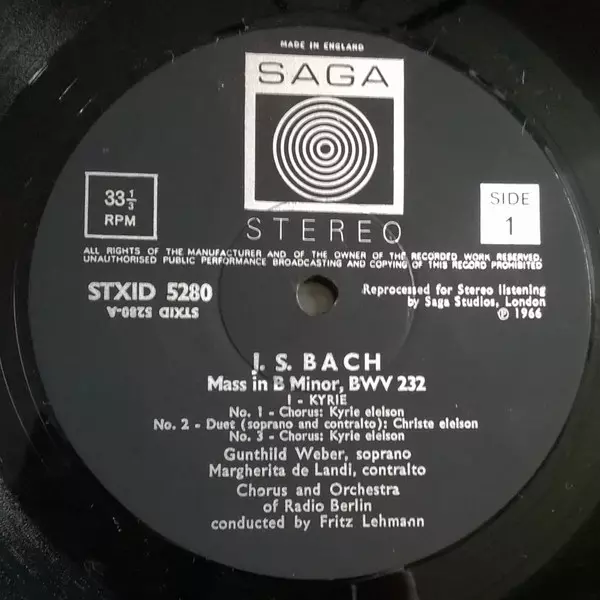 MADE IN ENGLAND
SAGA
STEREO
33⅓
RPM
SIDE
1
ALL RIGHTS OF THE MANUFACTURER AND OF THE OWNER OF THE RECORDED WORK RESERVED.
UNAUTHORISED PUBLIC PERFORMANCE BROADCASTING AND COPYING OF THIS RECORD PROHIBITED
STXID 5280
STXID 5280-A
Reprocessed for Stereo listening
by Saga Studios, London
℗ 1966
J. S. BACH
Mass in B Minor, BWV 232
I - KYRIE
No. 1 - Chorus: Kyrie eleison
No. 2 - Duet (soprano and contralto): Christe eleison
No. 3 - Chorus: Kyrie eleison
Gunthild Weber, soprano
Margherita de Landi, contralto
Chorus and Orchestra
of Radio Berlin
conducted by Fritz Lehmann